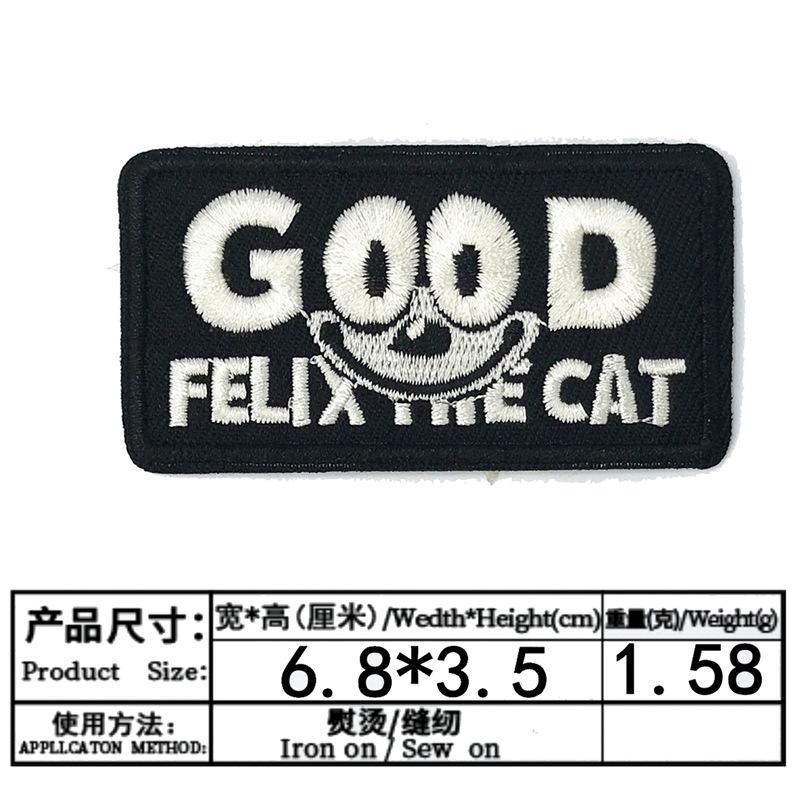 GOOD
FELIX THE CAT
产品尺寸: 宽*高(厘米)/Wedth*Height(cm) 重量(克)/Weight(g)
Product Size: 6.8*3.5 1.58
使用方法: 熨烫/缝纫
APPLLCATON METHOD: Iron on / Sew on